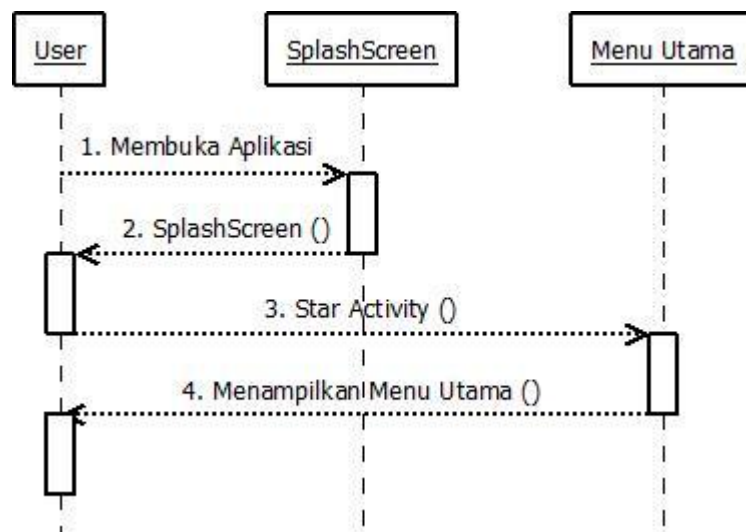 User
SplashScreen
Menu Utama
1. Membuka Aplikasi
2. SplashScreen ()
3. Star Activity ()
4. Menampilkan Menu Utama ()